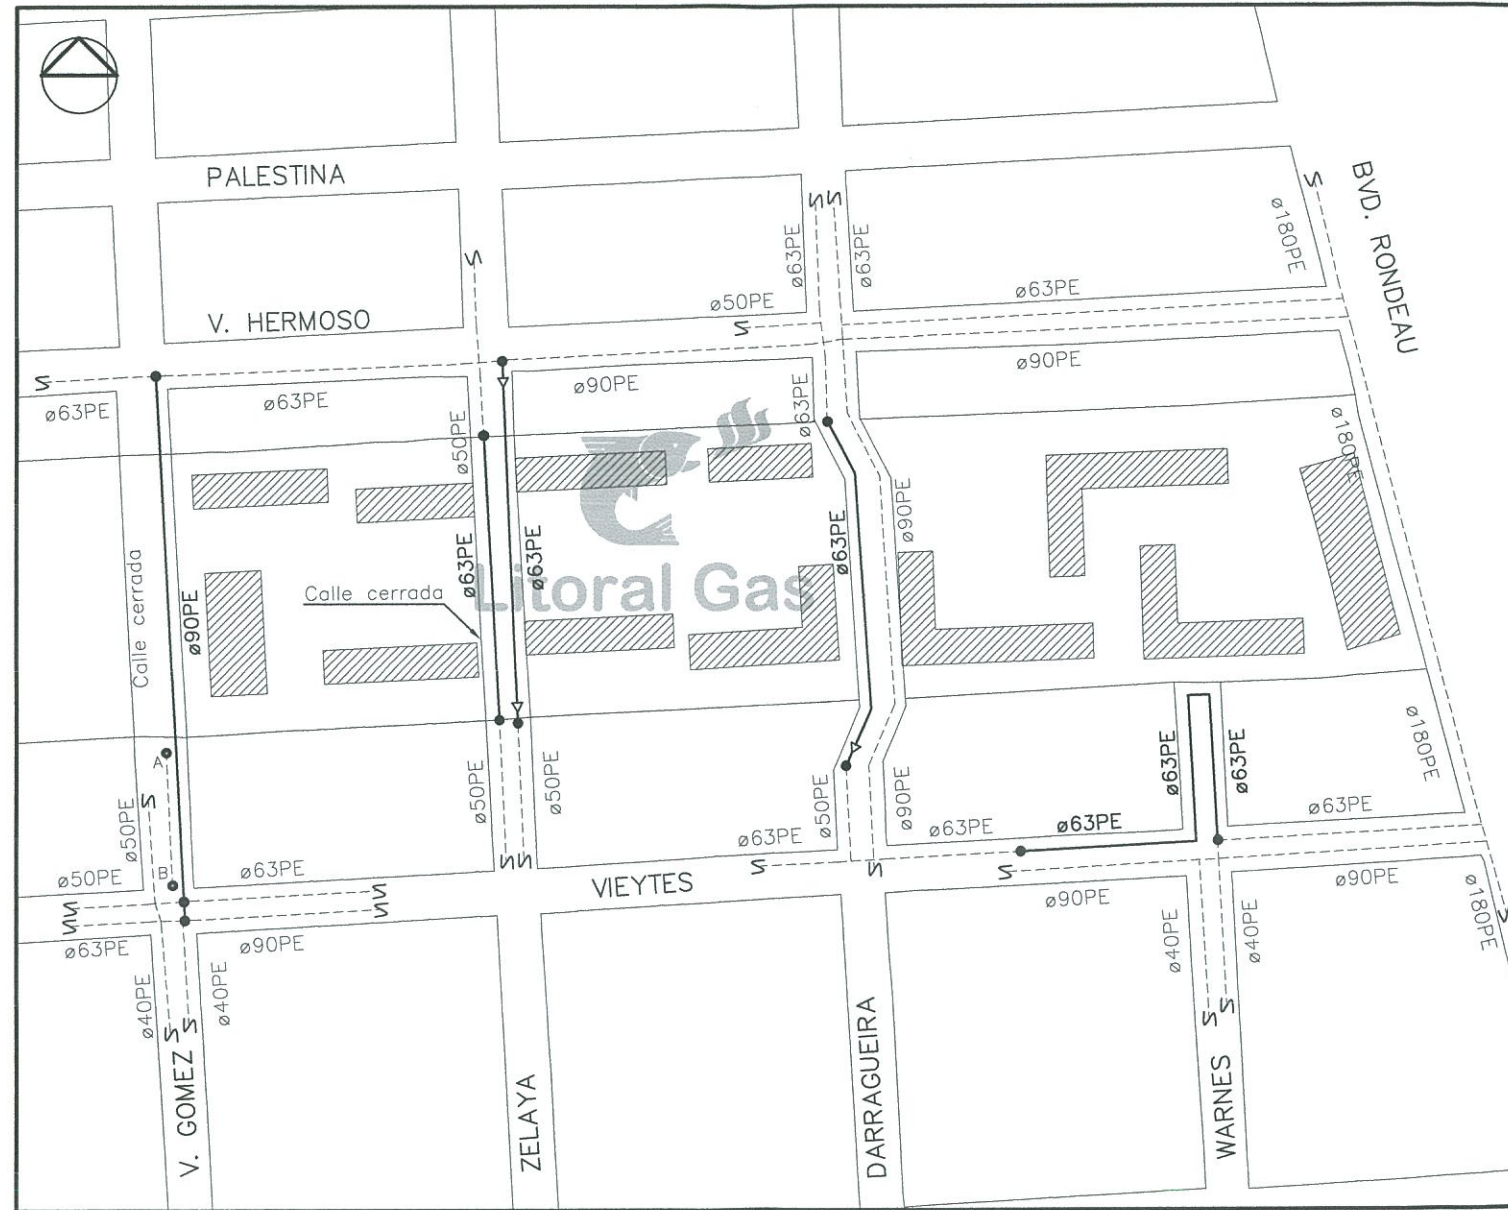 PALESTINA
BVD. RONDEAU
ø180PE
ø63PE
ø63PE
ø63PE
ø50PE
V. HERMOSO
ø90PE
ø63PE
ø63PE
ø90PE
ø50PE
ø63PE
ø180PE
ø90PE
Calle cerrada
ø90PE
Calle cerrada
ø63PE
ø63PE
ø63PE
Litoral Gas
A
B
ø50PE
ø50PE
ø50PE
ø50PE
ø90PE
ø63PE
ø63PE
ø180PE
ø63PE
ø63PE
ø63PE
ø63PE
ø50PE
ø63PE
VIEYTES
ø90PE
ø90PE
ø180PE
ø63PE
ø90PE
ø40PE
ø40PE
ø40PE
ø40PE
V. GOMEZ
ZELAYA
DARRAGUEIRA
WARNES